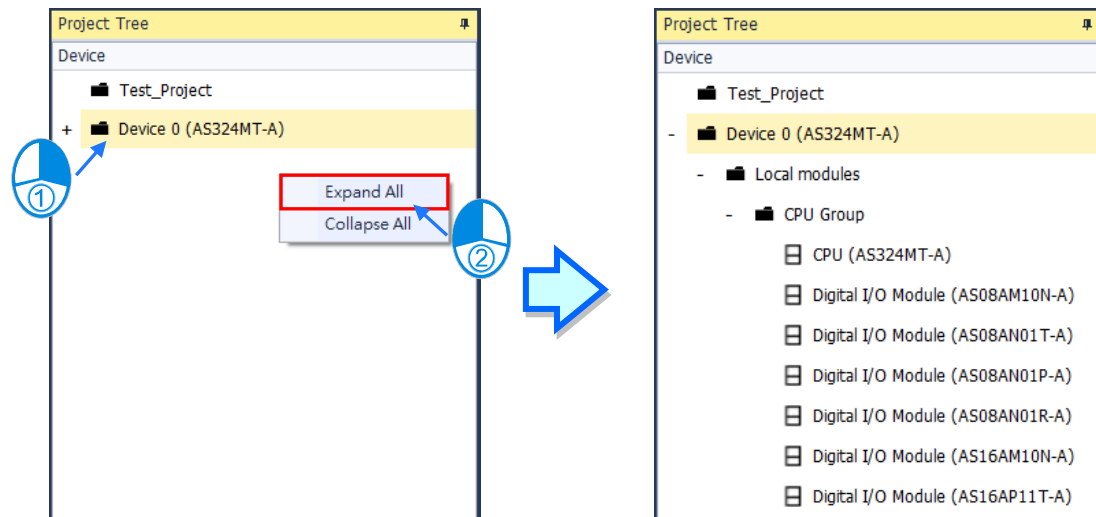 Project Tree
Device
Test_Project
+ Device 0 (AS324MT-A)
①
Expand All
Collapse All
②
Project Tree
Device
Test_Project
- Device 0 (AS324MT-A)
- Local modules
- CPU Group
CPU (AS324MT-A)
Digital I/O Module (AS08AM10N-A)
Digital I/O Module (AS08AN01T-A)
Digital I/O Module (AS08AN01P-A)
Digital I/O Module (AS08AN01R-A)
Digital I/O Module (AS16AM10N-A)
Digital I/O Module (AS16AP11T-A)